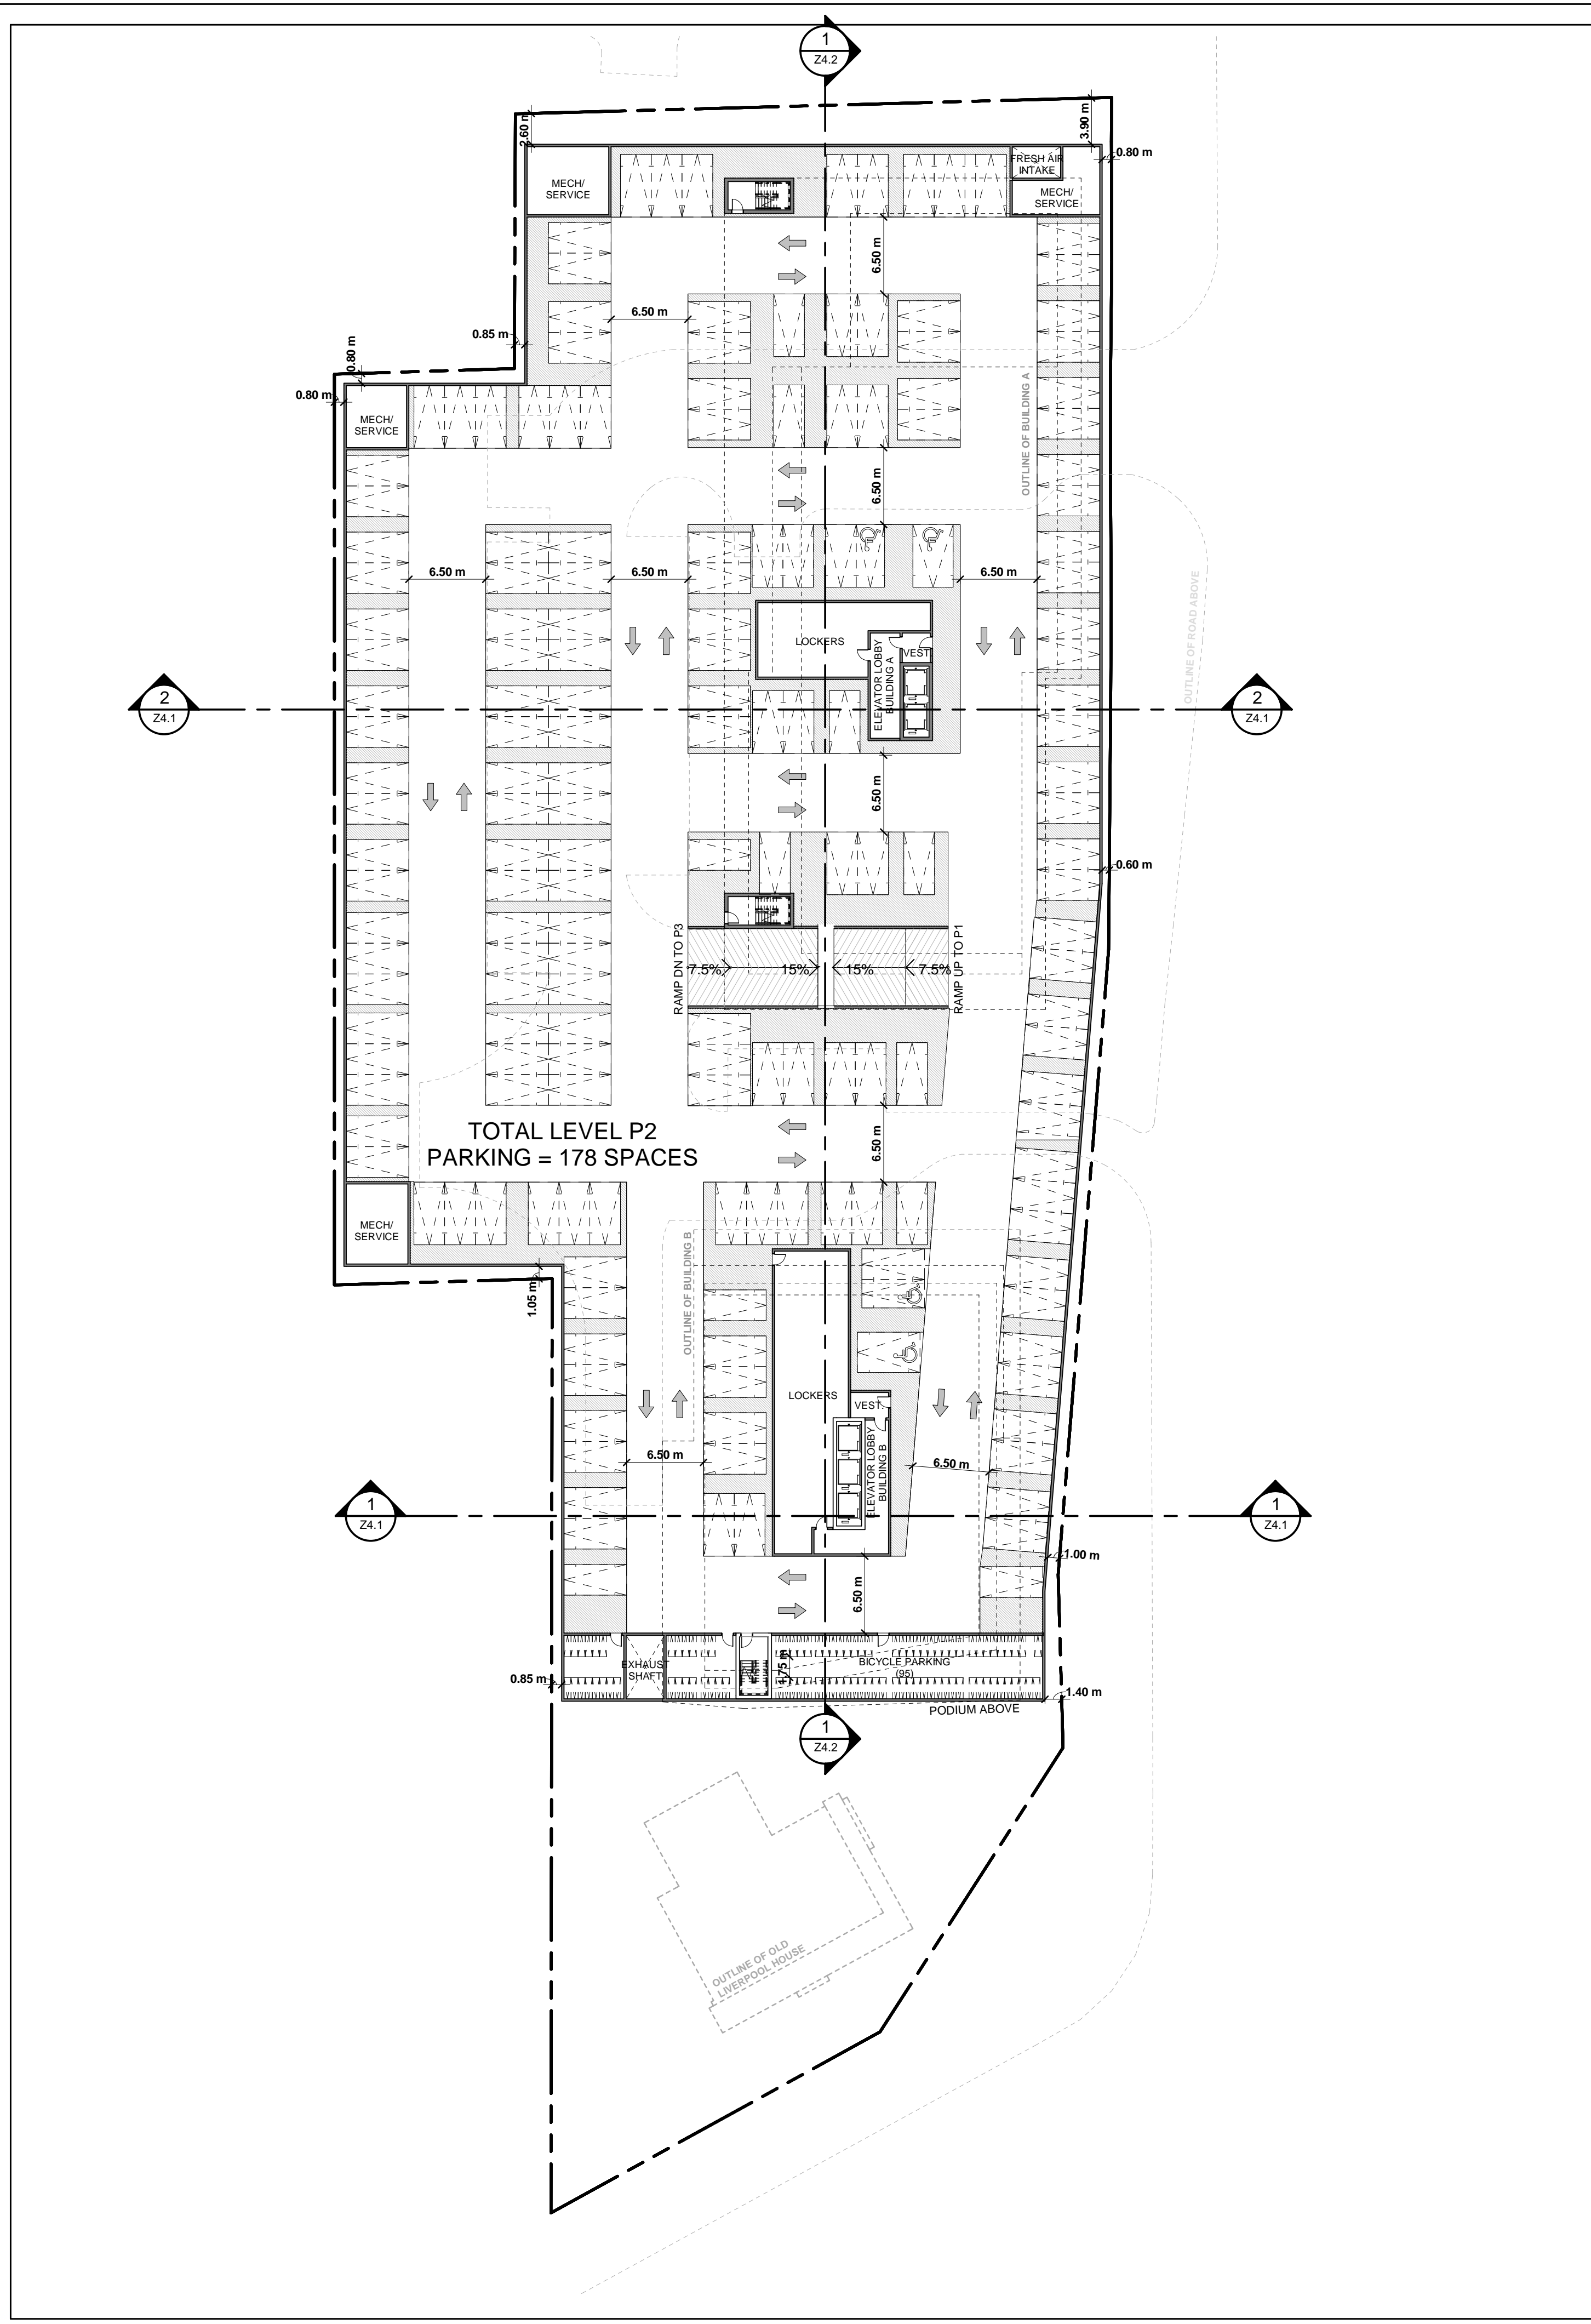 1
Z4.2
2.60 m
3.90 m
0.80 m
MECH/
SERVICE
FRESH AIR
INTAKE
MECH/
SERVICE
6.50 m
6.50 m
0.85 m
0.80 m
0.80 m
MECH/
SERVICE
OUTLINE OF BUILDING A
6.50 m
6.50 m
6.50 m
6.50 m
OUTLINE OF ROAD ABOVE
LOCKERS
ELEVATOR LOBBY
BUILDING A
VEST.
2
Z4.1
2
Z4.1
6.50 m
0.60 m
RAMP DN TO P3
7.5%
15%
15%
7.5%
RAMP UP TO P1
TOTAL LEVEL P2
PARKING = 178 SPACES
6.50 m
MECH/
SERVICE
1.05 m
OUTLINE OF BUILDING B
LOCKERS
VEST.
ELEVATOR LOBBY
BUILDING B
6.50 m
6.50 m
1
Z4.1
1
Z4.1
1.00 m
6.50 m
EXHAUST
SHAFT
1.75 m
BICYCLE PARKING
(95)
0.85 m
1.40 m
PODIUM ABOVE
1
Z4.2
OUTLINE OF OLD
LIVERPOOL HOUSE